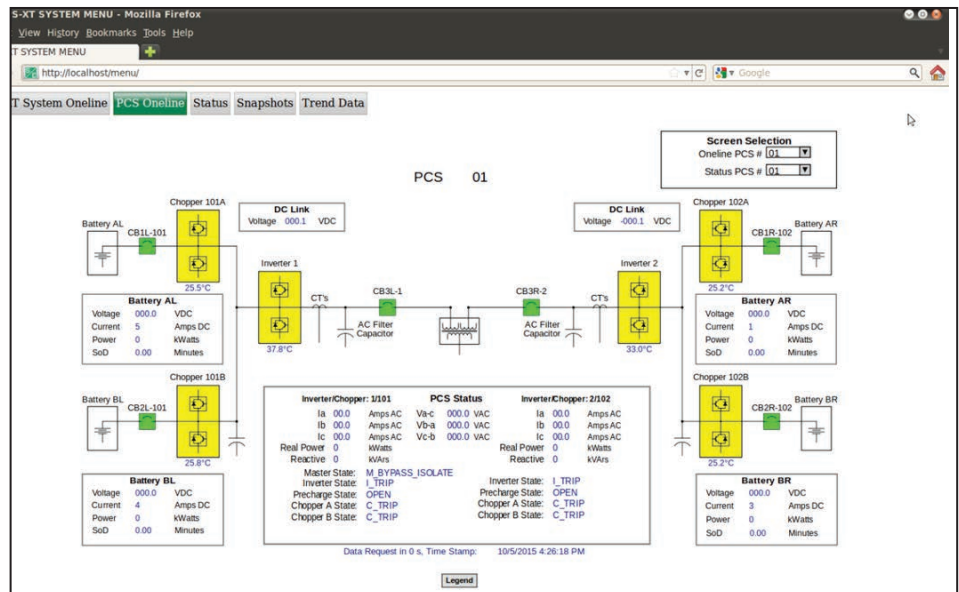 S-XT SYSTEM MENU - Mozilla Firefox
View History Bookmarks Tools Help
T SYSTEM MENU
http://localhost/menu/
Google
T System Oneline PCS Oneline Status Snapshots Trend Data
Screen Selection
Oneline PCS # 01
Status PCS # 01
PCS 01
Chopper 101A
DC Link
Voltage 000.1 VDC
DC Link
Voltage -000.1 VDC
Chopper 102A
Battery AL
CB1L-101
CB1R-102
Battery AR
Inverter 1
Inverter 2
25.5°C
CT's
CB3L-1
CB3R-2
CT's
25.2°C
AC Filter
Capacitor
AC Filter
Capacitor
37.8°C
33.0°C
Battery AL
Voltage 000.0 VDC
Current 5 Amps DC
Power 0 kWatts
SoD 0.00 Minutes
Battery AR
Voltage 000.0 VDC
Current 1 Amps DC
Power 0 kWatts
SoD 0.00 Minutes
Chopper 101B
Chopper 102B
Battery BL
CB2L-101
CB2R-102
Battery BR
25.8°C
25.2°C
Inverter/Chopper: 1/101 PCS Status Inverter/Chopper: 2/102
Ia 00.0 Amps AC Va-c 000.0 VAC Ia 00.0 Amps AC
Ib 00.0 Amps AC Vb-a 000.0 VAC Ib 00.0 Amps AC
Ic 00.0 Amps AC Vc-b 000.0 VAC Ic 00.0 Amps AC
Real Power 0 kWatts Real Power 0 kWatts
Reactive 0 kVArs Reactive 0 kVArs
Master State: M_BYPASS_ISOLATE
Inverter State: I_TRIP Inverter State: I_TRIP
Precharge State: OPEN Precharge State: OPEN
Chopper A State: C_TRIP Chopper A State: C_TRIP
Chopper B State: C_TRIP Chopper B State: C_TRIP
Battery BL
Voltage 000.0 VDC
Current 4 Amps DC
Power 0 kWatts
SoD 0.00 Minutes
Battery BR
Voltage 000.0 VDC
Current 3 Amps DC
Power 0 kWatts
SoD 0.00 Minutes
Data Request in 0 s, Time Stamp: 10/5/2015 4:26:18 PM
Legend